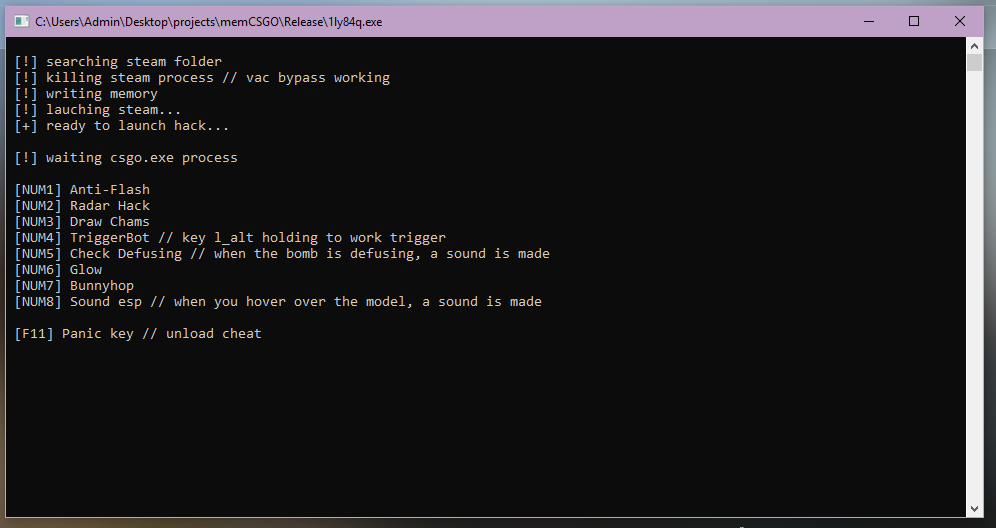 C:\Users\Admin\Desktop\projects\memCSGO\Release\1ly84q.exe
[!] searching steam folder
[!] killing steam process // vac bypass working
[!] writing memory
[!] lauching steam...
[+] ready to launch hack...
[!] waiting csgo.exe process
[NUM1] Anti-Flash
[NUM2] Radar Hack
[NUM3] Draw Chams
[NUM4] TriggerBot // key l_alt holding to work trigger
[NUM5] Check Defusing // when the bomb is defusing, a sound is made
[NUM6] Glow
[NUM7] Bunnyhop
[NUM8] Sound esp // when you hover over the model, a sound is made
[F11] Panic key // unload cheat